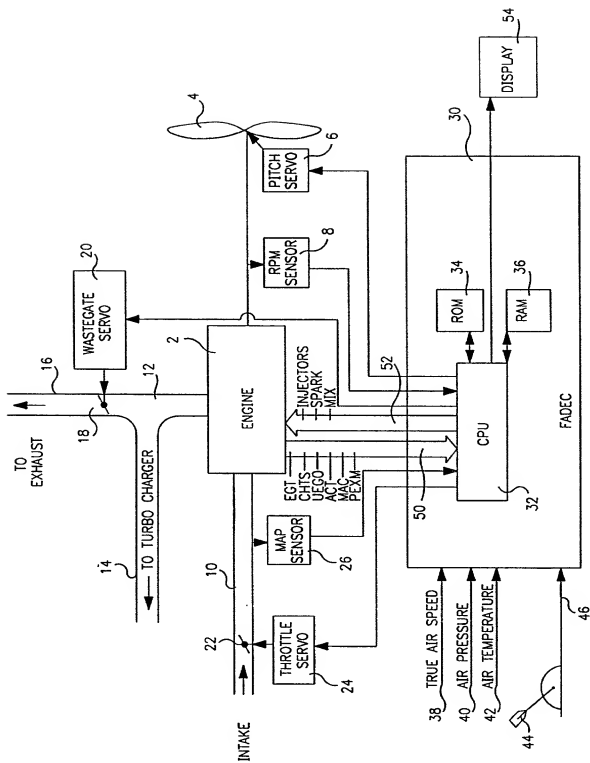 TO
EXHAUST
16
18
12
WASTEGATE
SERVO
20
14
TO TURBO CHARGER
2
ENGINE
4
PITCH
SERVO
6
RPM
SENSOR
8
10
INTAKE
22
THROTTLE
SERVO
24
MAP
SENSOR
26
EGT
CHTS
UEGO
ACT
MAC
PEXM
INJECTORS
SPARK
MIX
50
52
CPU
32
ROM
34
RAM
36
FADEC
30
DISPLAY
54
38 TRUE AIR SPEED
40 AIR PRESSURE
42 AIR TEMPERATURE
44
46